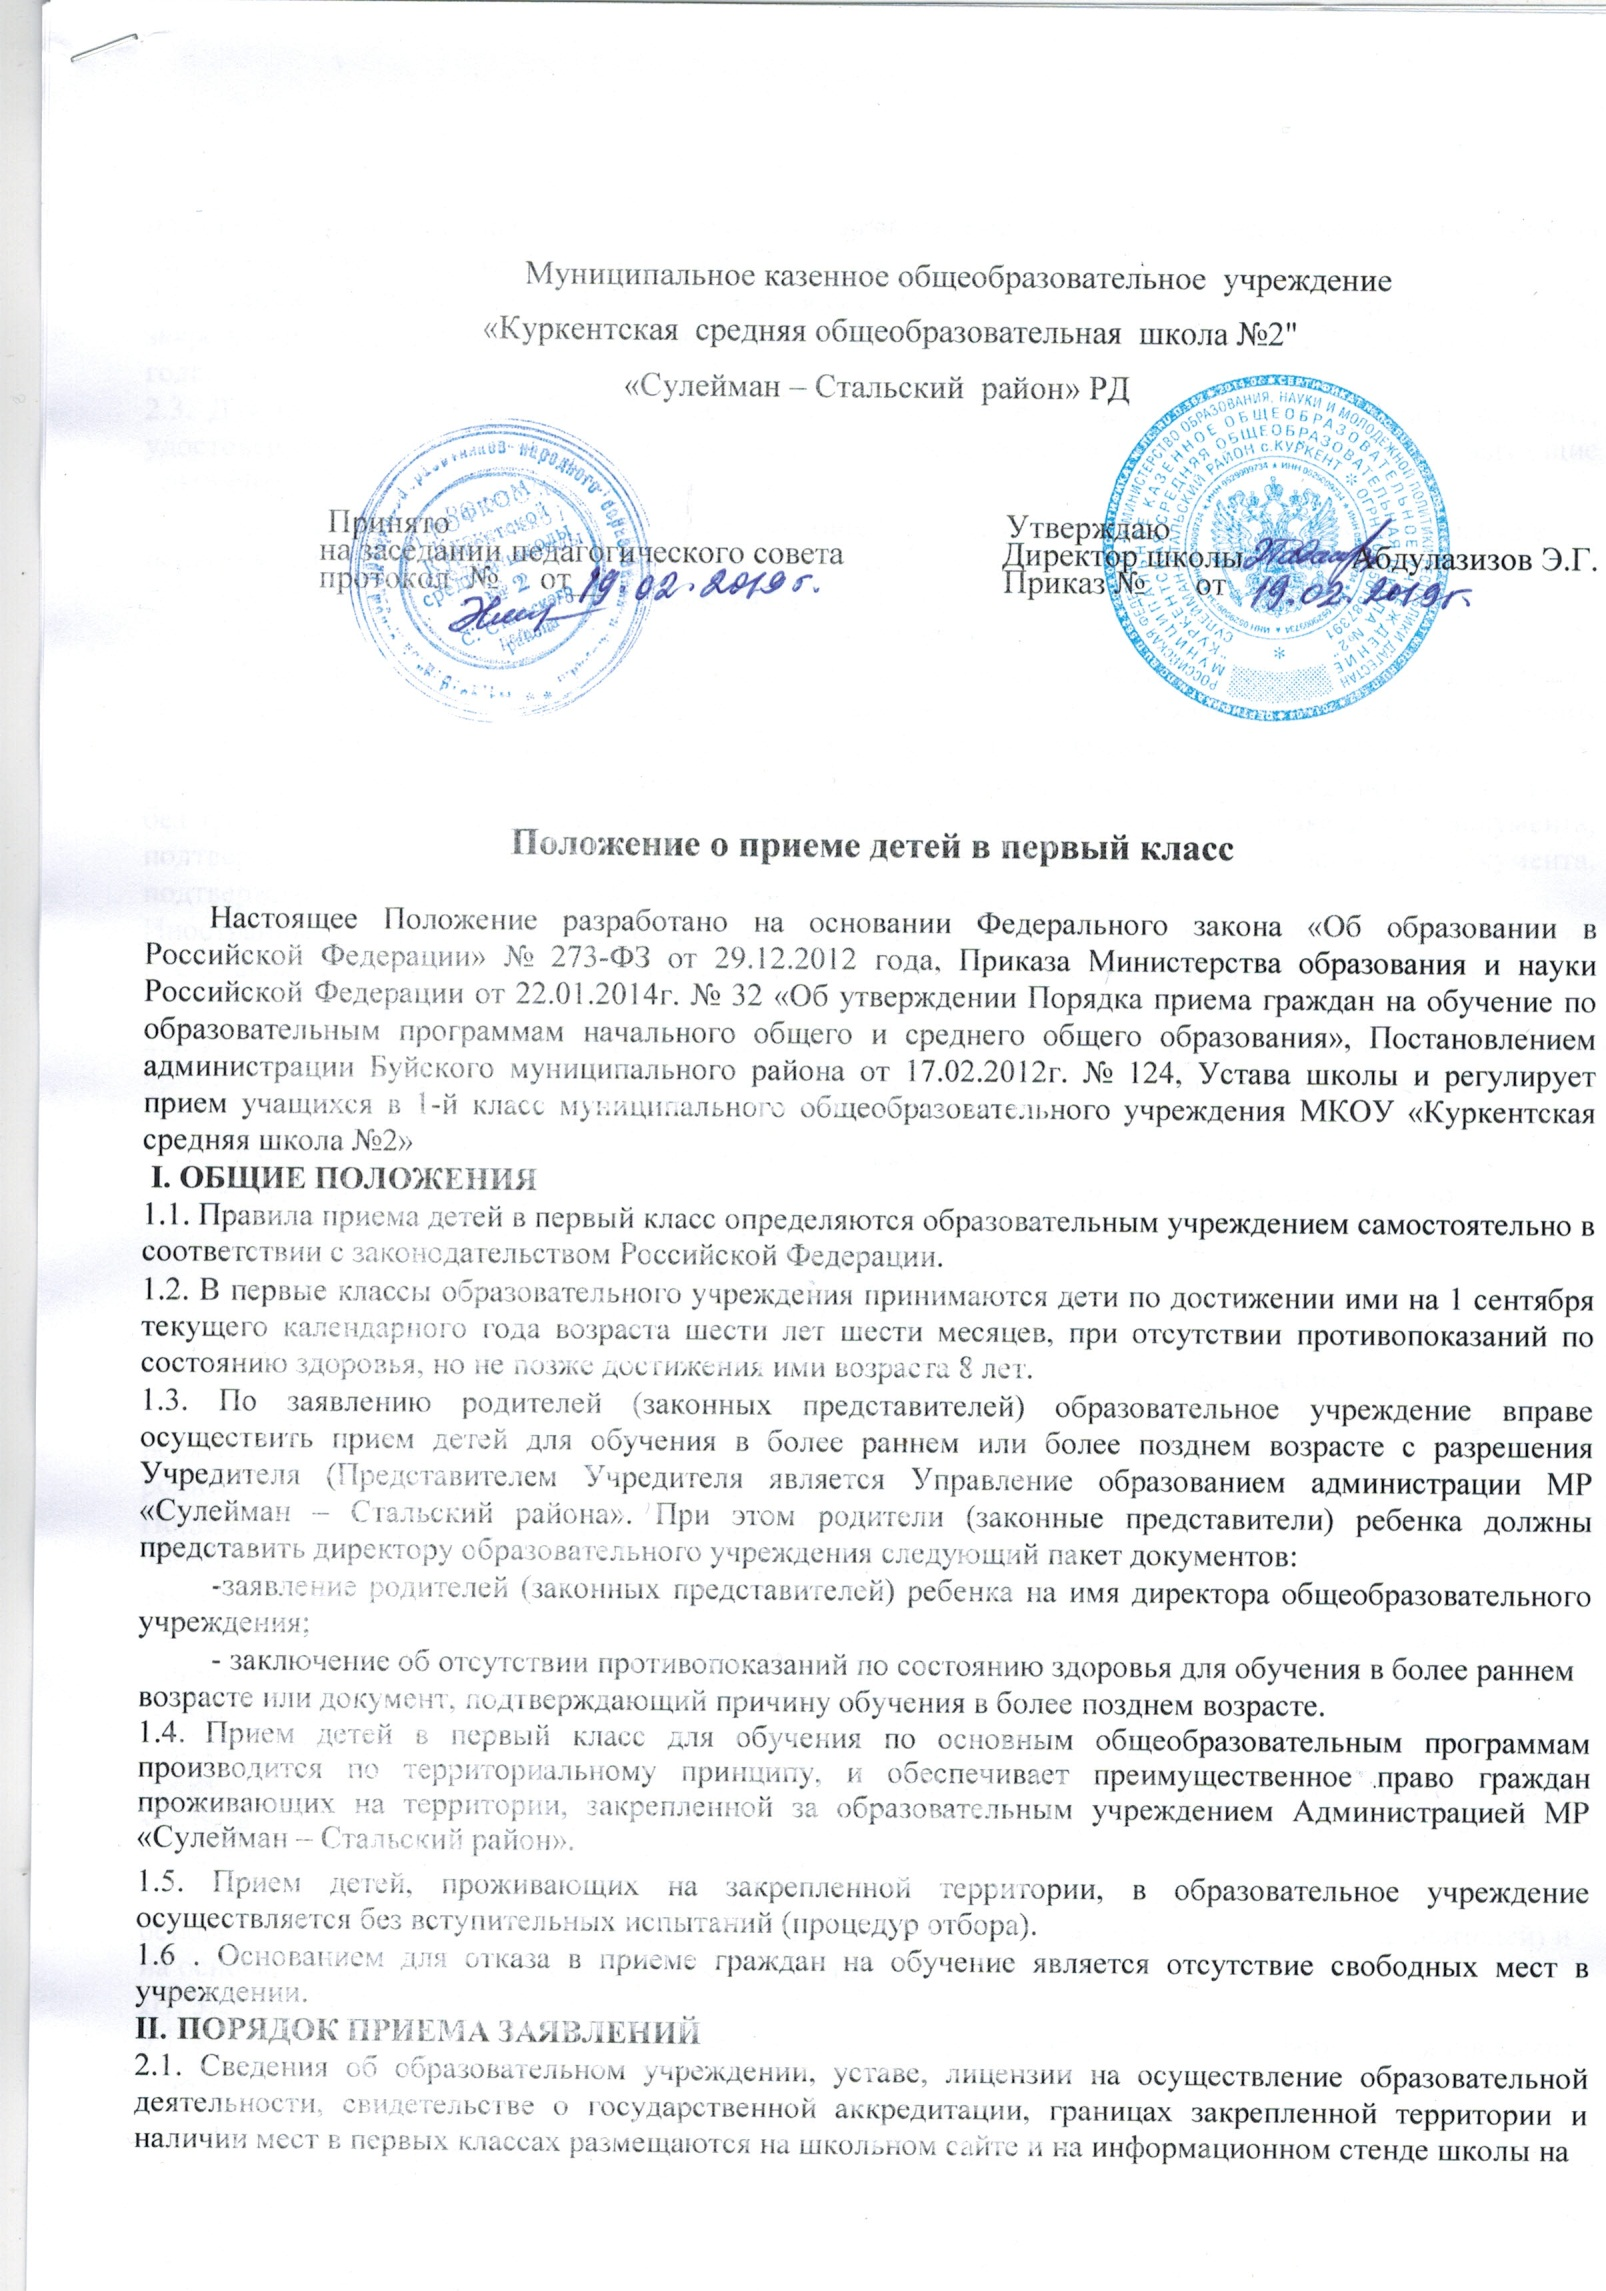 Муниципальное казенное общеобразовательное учреждение
«Куркентская средняя общеобразовательная школа №2"
«Сулейман – Стальский район» РД
Принято
на заседании педагогического совета
протокол № от 19.02.2019г.
Утверждаю
Директор школы Абдулазизов Э.Г.
Приказ № от 19.02.2019г.
Положение о приеме детей в первый класс
Настоящее Положение разработано на основании Федерального закона «Об образовании в
Российской Федерации» № 273-ФЗ от 29.12.2012 года, Приказа Министерства образования и науки
Российской Федерации от 22.01.2014г. № 32 «Об утверждении Порядка приема граждан на обучение по
образовательным программам начального общего и среднего общего образования», Постановлением
администрации Буйского муниципального района от 17.02.2012г. № 124, Устава школы и регулирует
прием учащихся в 1-й класс муниципального общеобразовательного учреждения МКОУ «Куркентская
средняя школа №2»
I. ОБЩИЕ ПОЛОЖЕНИЯ
1.1. Правила приема детей в первый класс определяются образовательным учреждением самостоятельно в
соответствии с законодательством Российской Федерации.
1.2. В первые классы образовательного учреждения принимаются дети по достижении ими на 1 сентября
текущего календарного года возраста шести лет шести месяцев, при отсутствии противопоказаний по
состоянию здоровья, но не позже достижения ими возраста 8 лет.
1.3. По заявлению родителей (законных представителей) образовательное учреждение вправе
осуществить прием детей для обучения в более раннем или более позднем возрасте с разрешения
Учредителя (Представителем Учредителя является Управление образованием администрации МР
«Сулейман – Стальский района». При этом родители (законные представители) ребенка должны
представить директору образовательного учреждения следующий пакет документов:
-заявление родителей (законных представителей) ребенка на имя директора общеобразовательного
учреждения;
- заключение об отсутствии противопоказаний по состоянию здоровья для обучения в более раннем
возрасте или документ, подтверждающий причину обучения в более позднем возрасте.
1.4. Прием детей в первый класс для обучения по основным общеобразовательным программам
производится по территориальному принципу, и обеспечивает преимущественное право граждан
проживающих на территории, закрепленной за образовательным учреждением Администрацией МР
«Сулейман – Стальский район».
1.5. Прием детей, проживающих на закрепленной территории, в образовательное учреждение
осуществляется без вступительных испытаний (процедур отбора).
1.6 . Основанием для отказа в приеме граждан на обучение является отсутствие свободных мест в
учреждении.
II. ПОРЯДОК ПРИЕМА ЗАЯВЛЕНИЙ
2.1. Сведения об образовательном учреждении, уставе, лицензии на осуществление образовательной
деятельности, свидетельстве о государственной аккредитации, границах закрепленной территории и
наличии мест в первых классах размещаются на школьном сайте и на информационном стенде школы на